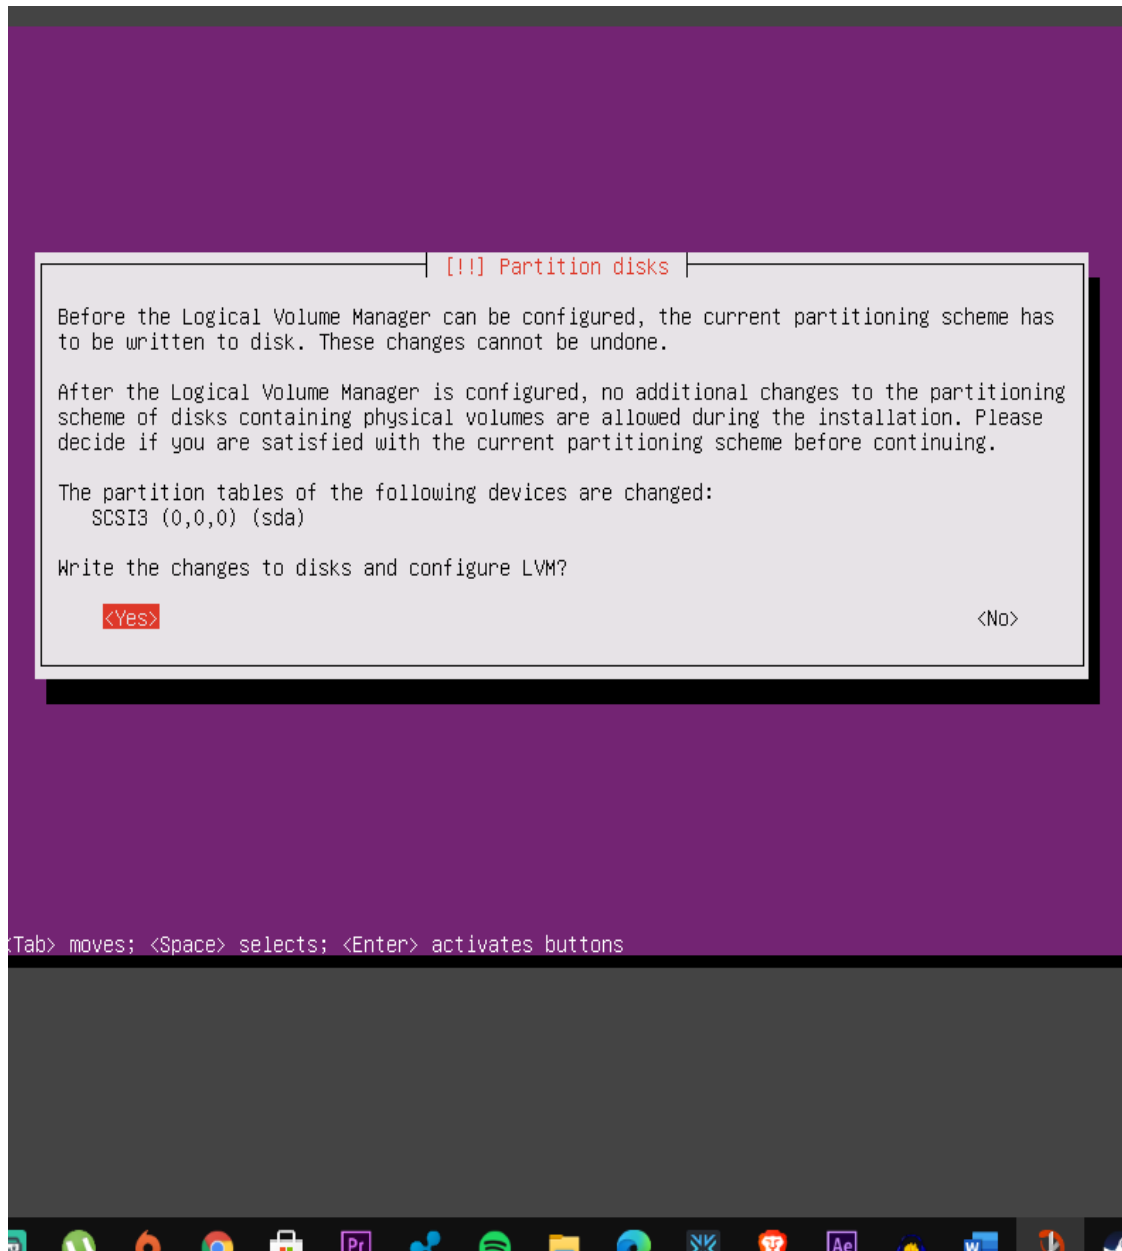 [!!] Partition disks
Before the Logical Volume Manager can be configured, the current partitioning scheme has
to be written to disk. These changes cannot be undone.
After the Logical Volume Manager is configured, no additional changes to the partitioning
scheme of disks containing physical volumes are allowed during the installation. Please
decide if you are satisfied with the current partitioning scheme before continuing.
The partition tables of the following devices are changed:
SCSI3 (0,0,0) (sda)
Write the changes to disks and configure LVM?
<Yes> <No>
<Tab> moves; <Space> selects; <Enter> activates buttons
Pr Ae W